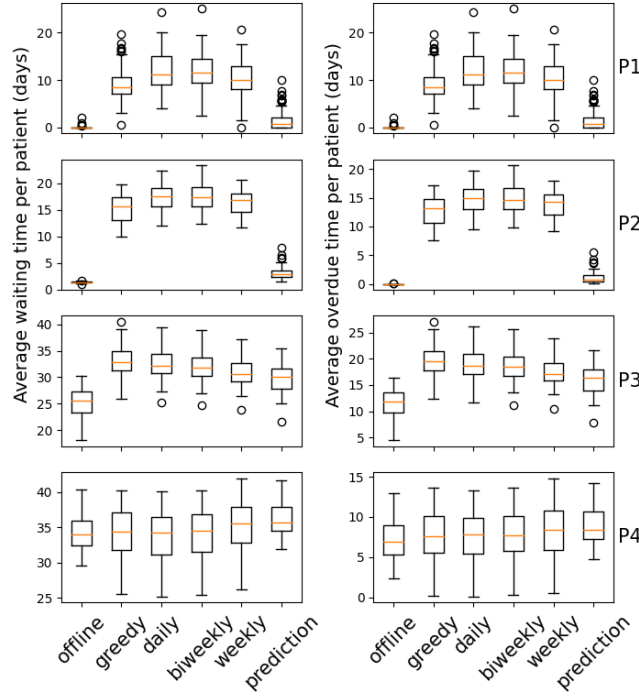 Average waiting time per patient (days)
20
10
0
Average overdue time per patient (days)
20
10
0
P1
20
15
10
5
0
20
15
10
5
0
P2
40
35
30
25
20
25
20
15
10
5
P3
40
35
30
25
15
10
5
0
P4
offline
greedy
daily
biweekly
weekly
prediction
offline
greedy
daily
biweekly
weekly
prediction